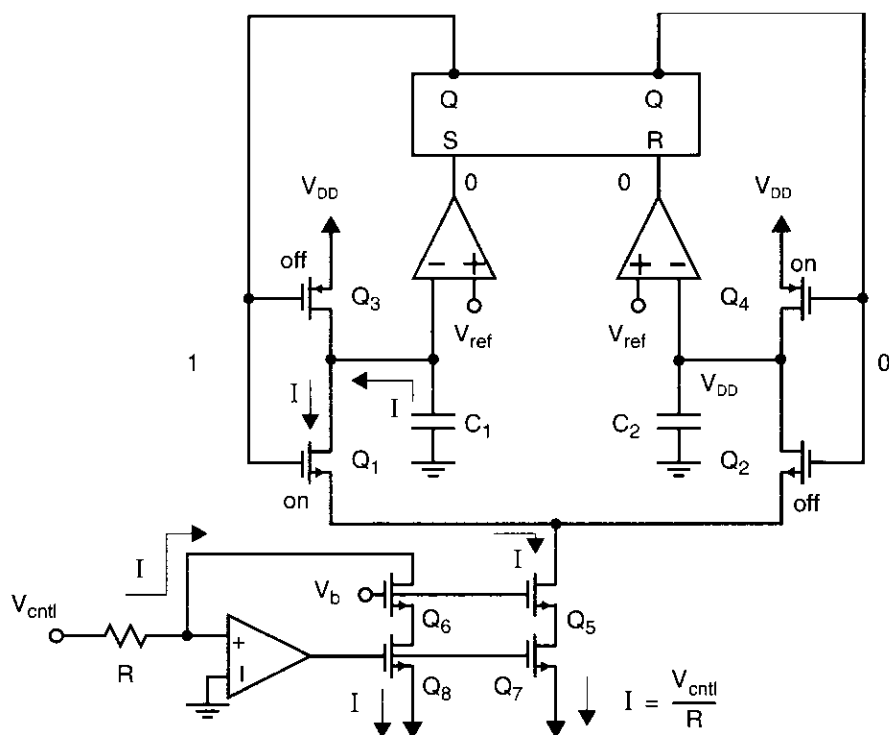 Q Q
S R
0 0
V_DD V_DD
off on
Q_3 Q_4
− + + −
V_ref V_ref
1 0
V_DD
I I
C_1 C_2
Q_1 Q_2
on off
I I
V_b
V_cntl
Q_6 Q_5
R
+
−
Q_8 Q_7
I
I = V_cntl / R